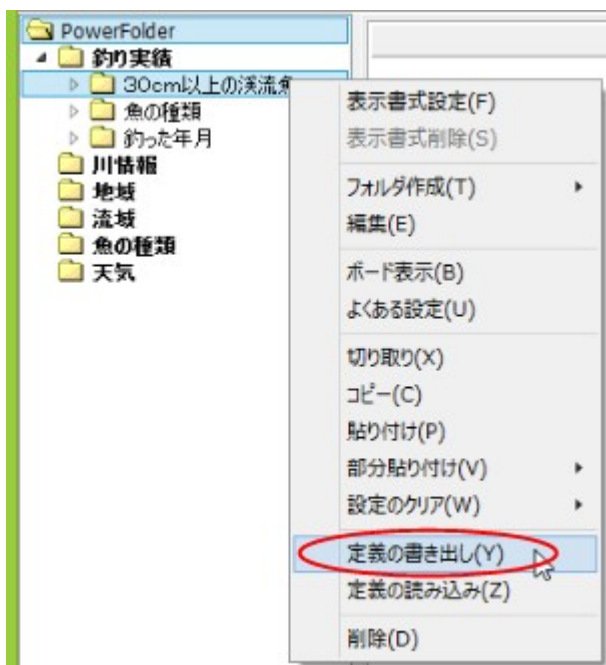 PowerFolder
釣り実績
30cm以上の渓流魚
魚の種類
釣った年月
川情報
地域
流域
魚の種類
天気
表示書式設定(F)
表示書式削除(S)
フォルダ作成(T)
編集(E)
ボード表示(B)
よくある設定(U)
切り取り(X)
コピー(C)
貼り付け(P)
部分貼り付け(V)
設定のクリア(W)
定義の書き出し(Y)
定義の読み込み(Z)
削除(D)